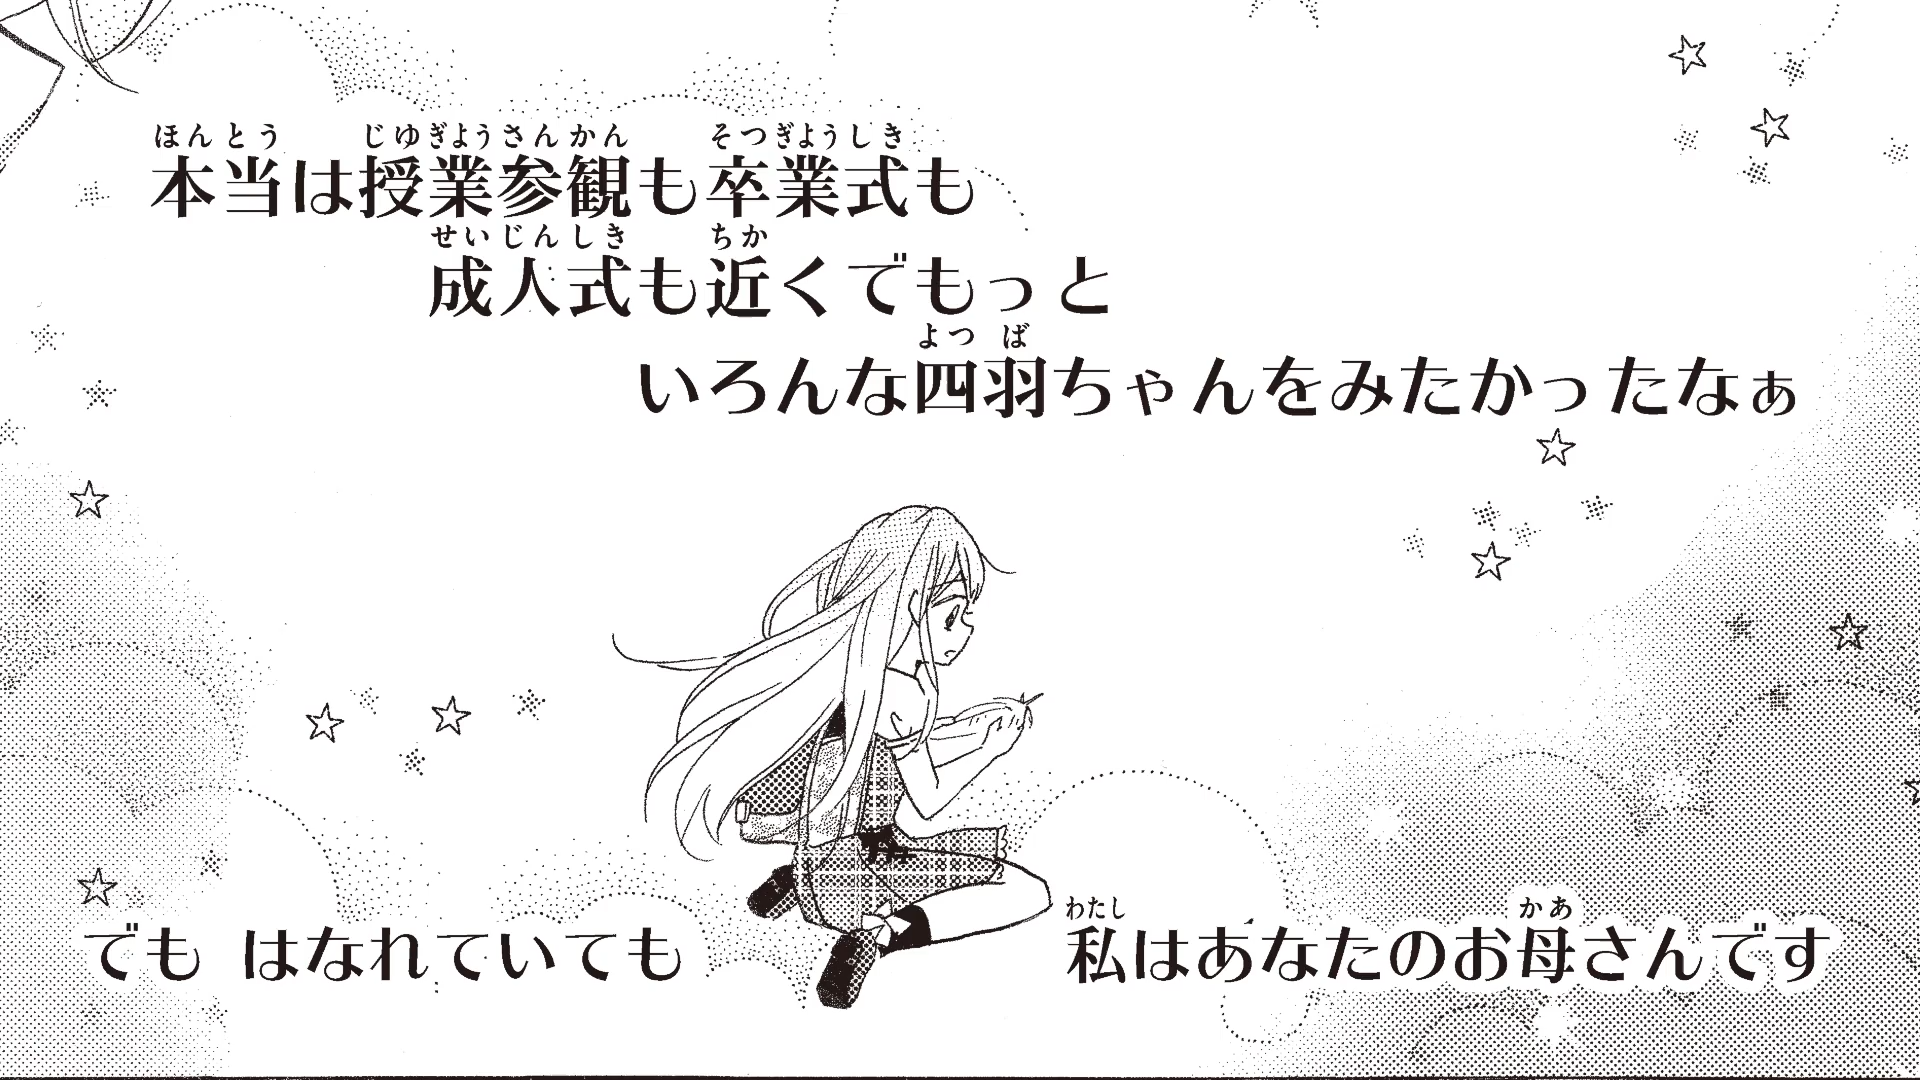 本当は授業参観も卒業式も
成人式も近くでもっと
いろんな四羽ちゃんをみたかったなぁ
でも はなれていても
私はあなたのお母さんです